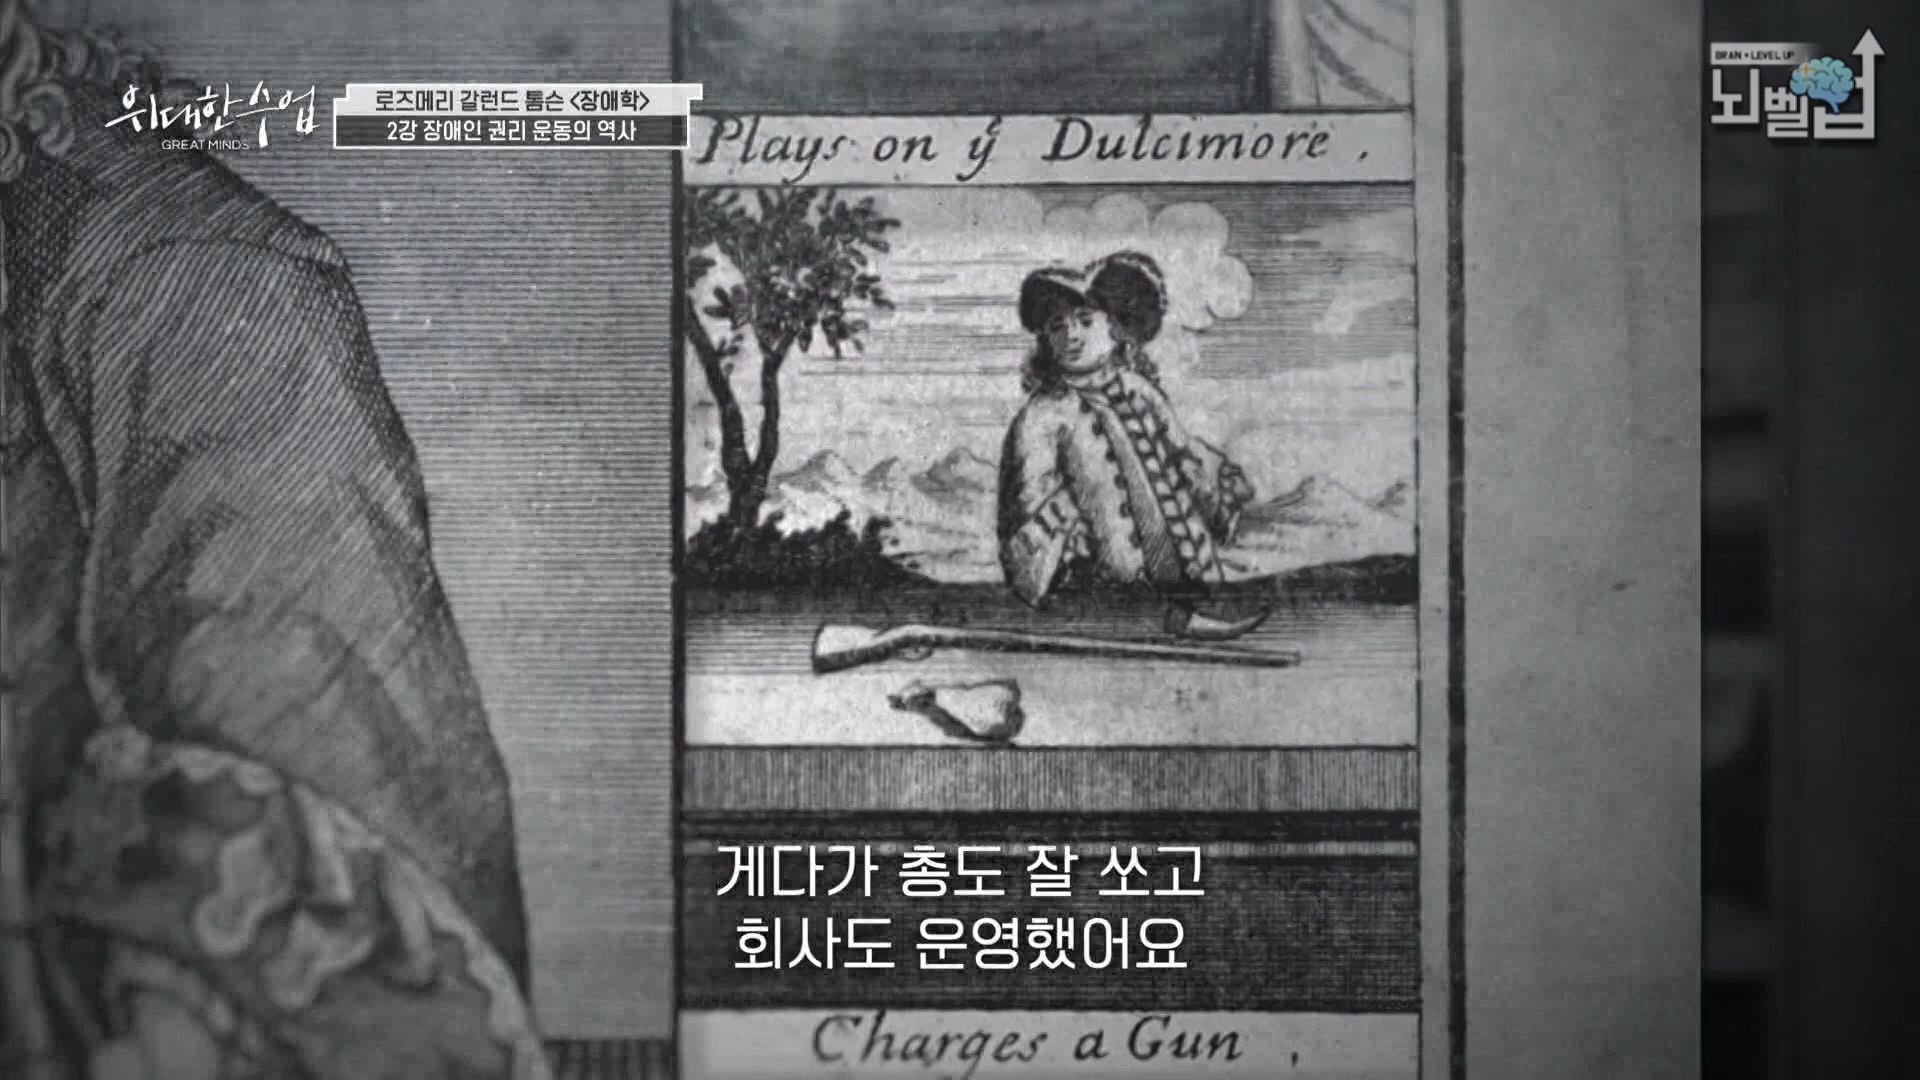 위대한 수업
GREAT MINDS
로즈메리 갈런드 톰슨 <장애학>
2강 장애인 권리 운동의 역사
BRAIN + LEVEL UP
뇌벨업
Plays on ẙ Dulcimore .
게다가 총도 잘 쏘고
회사도 운영했어요
Charges a Gun .